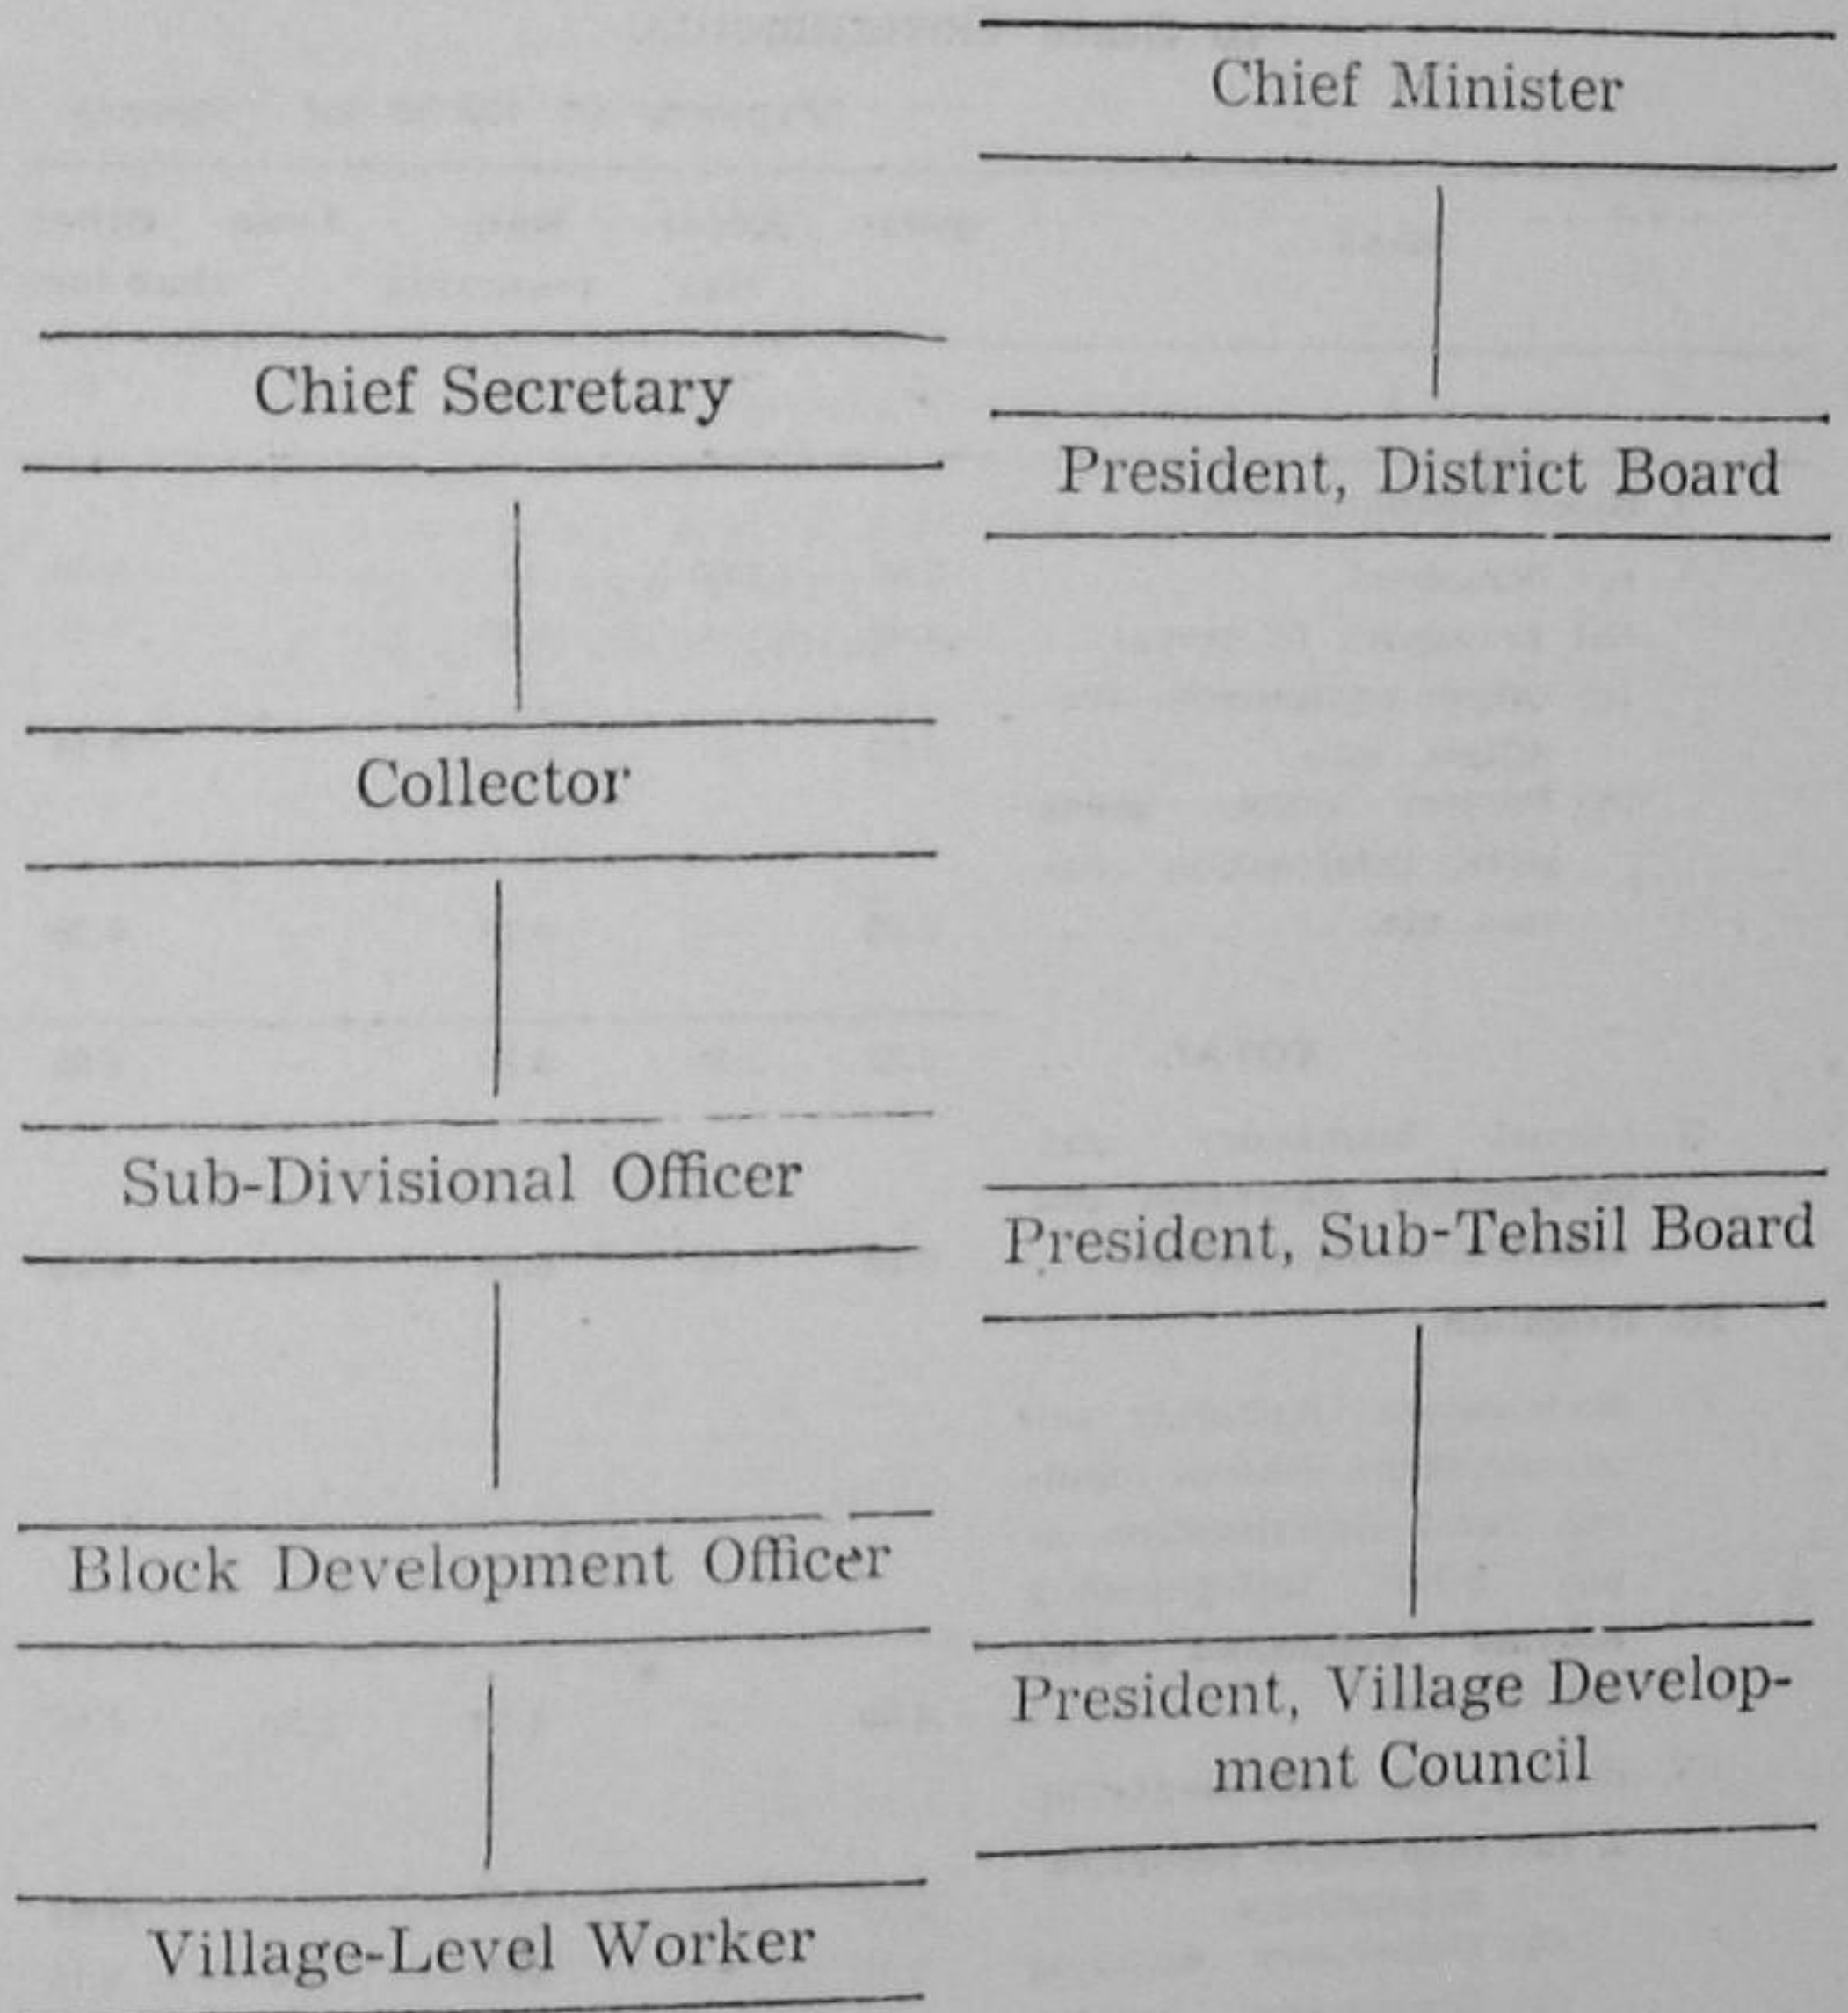 Chief Minister
Chief Secretary
President, District Board
Collector
Sub-Divisional Officer
President, Sub-Tehsil Board
Block Development Officer
President, Village Develop-
ment Council
Village-Level Worker